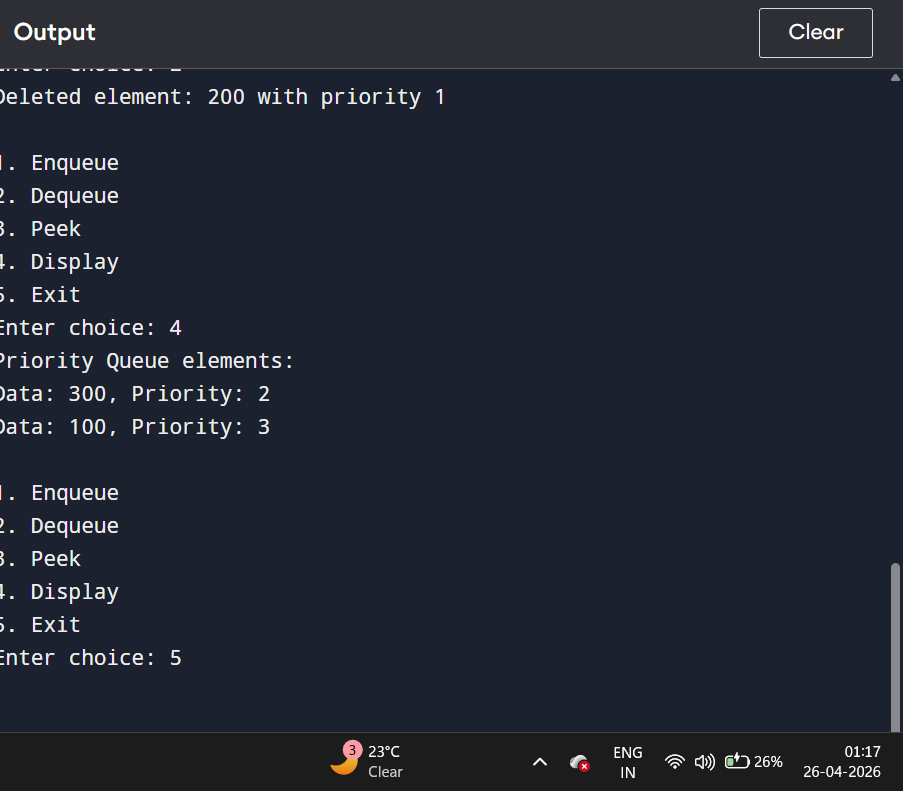 Output
Clear
Deleted element: 200 with priority 1
1. Enqueue
2. Dequeue
3. Peek
4. Display
5. Exit
Enter choice: 4
Priority Queue elements:
Data: 300, Priority: 2
Data: 100, Priority: 3
1. Enqueue
2. Dequeue
3. Peek
4. Display
5. Exit
Enter choice: 5
3
23°C
Clear
ENG
IN
26%
01:17
26-04-2026